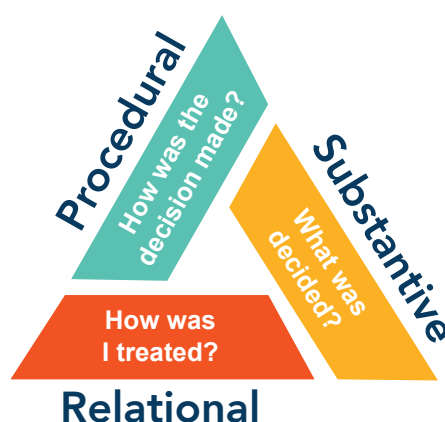 Procedural
How was the
decision made?
Substantive
What was
decided?
How was
I treated?
Relational